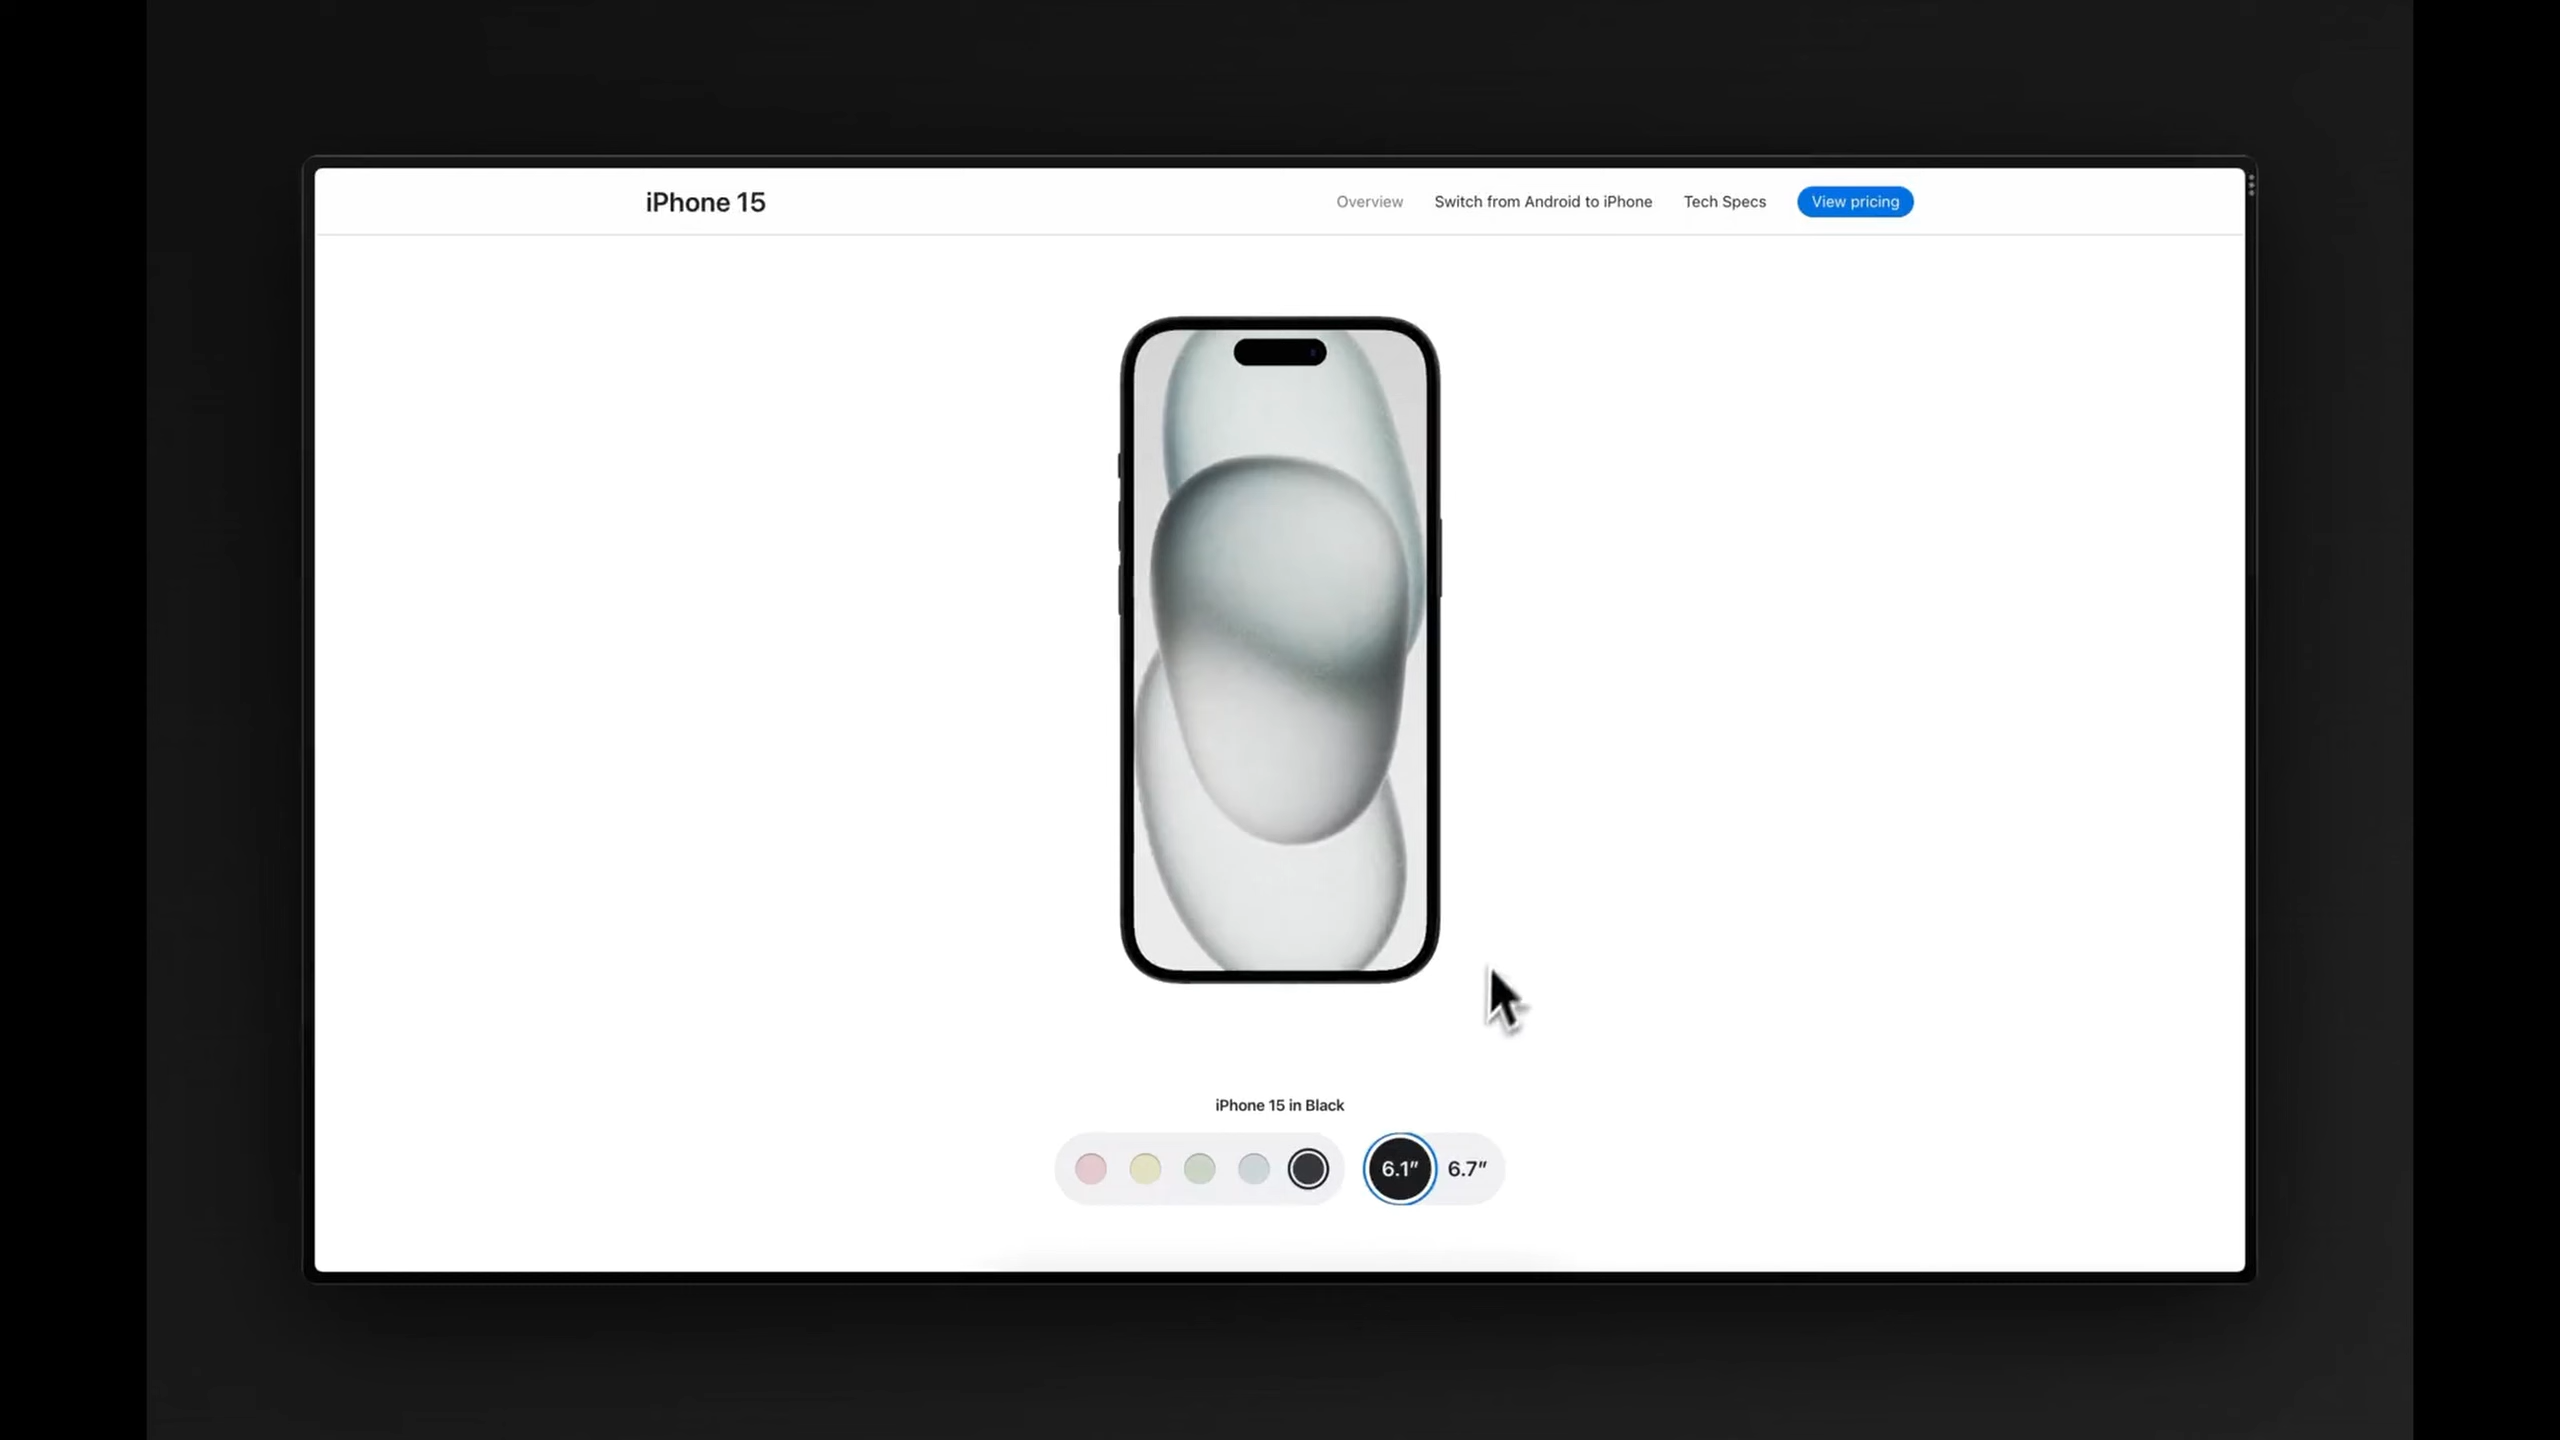 iPhone 15
Overview Switch from Android to iPhone Tech Specs View pricing
iPhone 15 in Black
6.1″ 6.7″